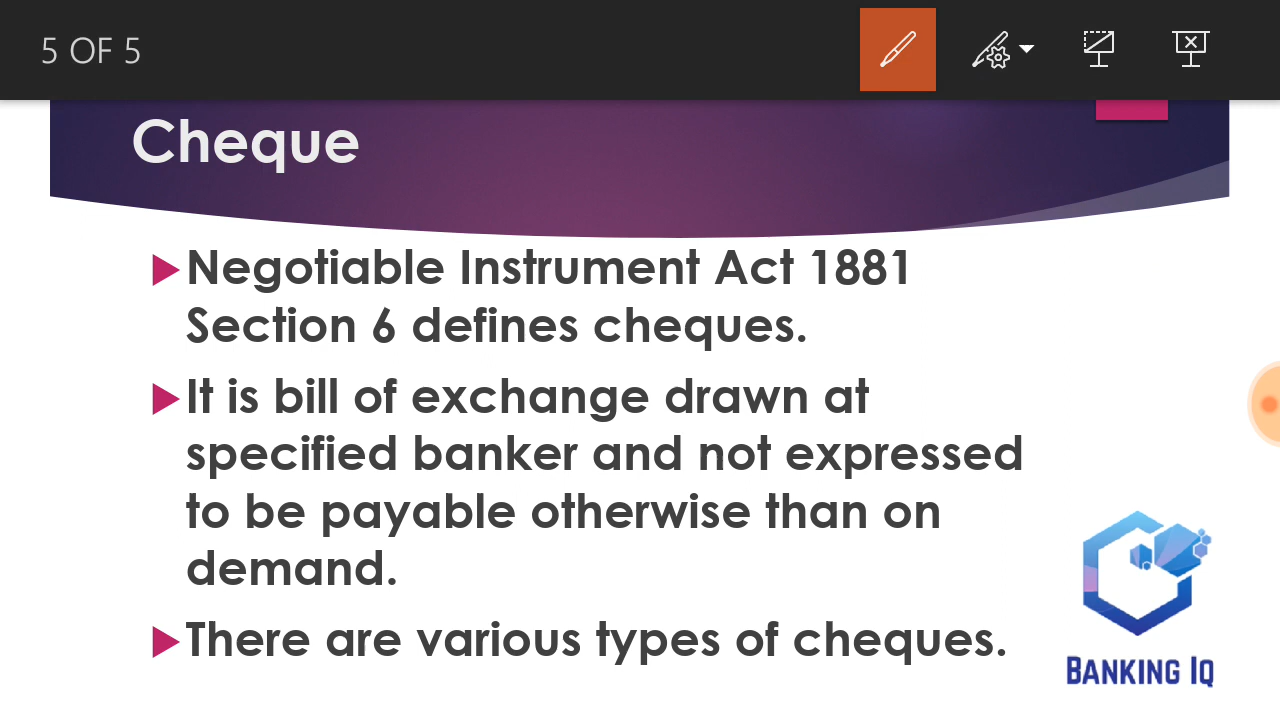 5 OF 5
Cheque
Negotiable Instrument Act 1881
Section 6 defines cheques.
It is bill of exchange drawn at
specified banker and not expressed
to be payable otherwise than on
demand.
There are various types of cheques.
BANKING IQ